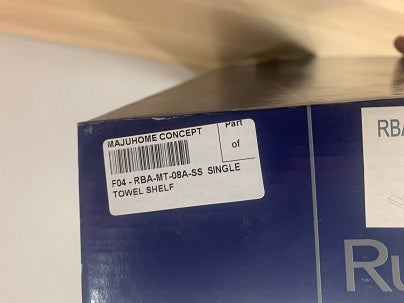 MAJUHOME CONCEPT
Part
of
F04 - RBA-MT-08A-SS SINGLE
TOWEL SHELF
RBA
Ru